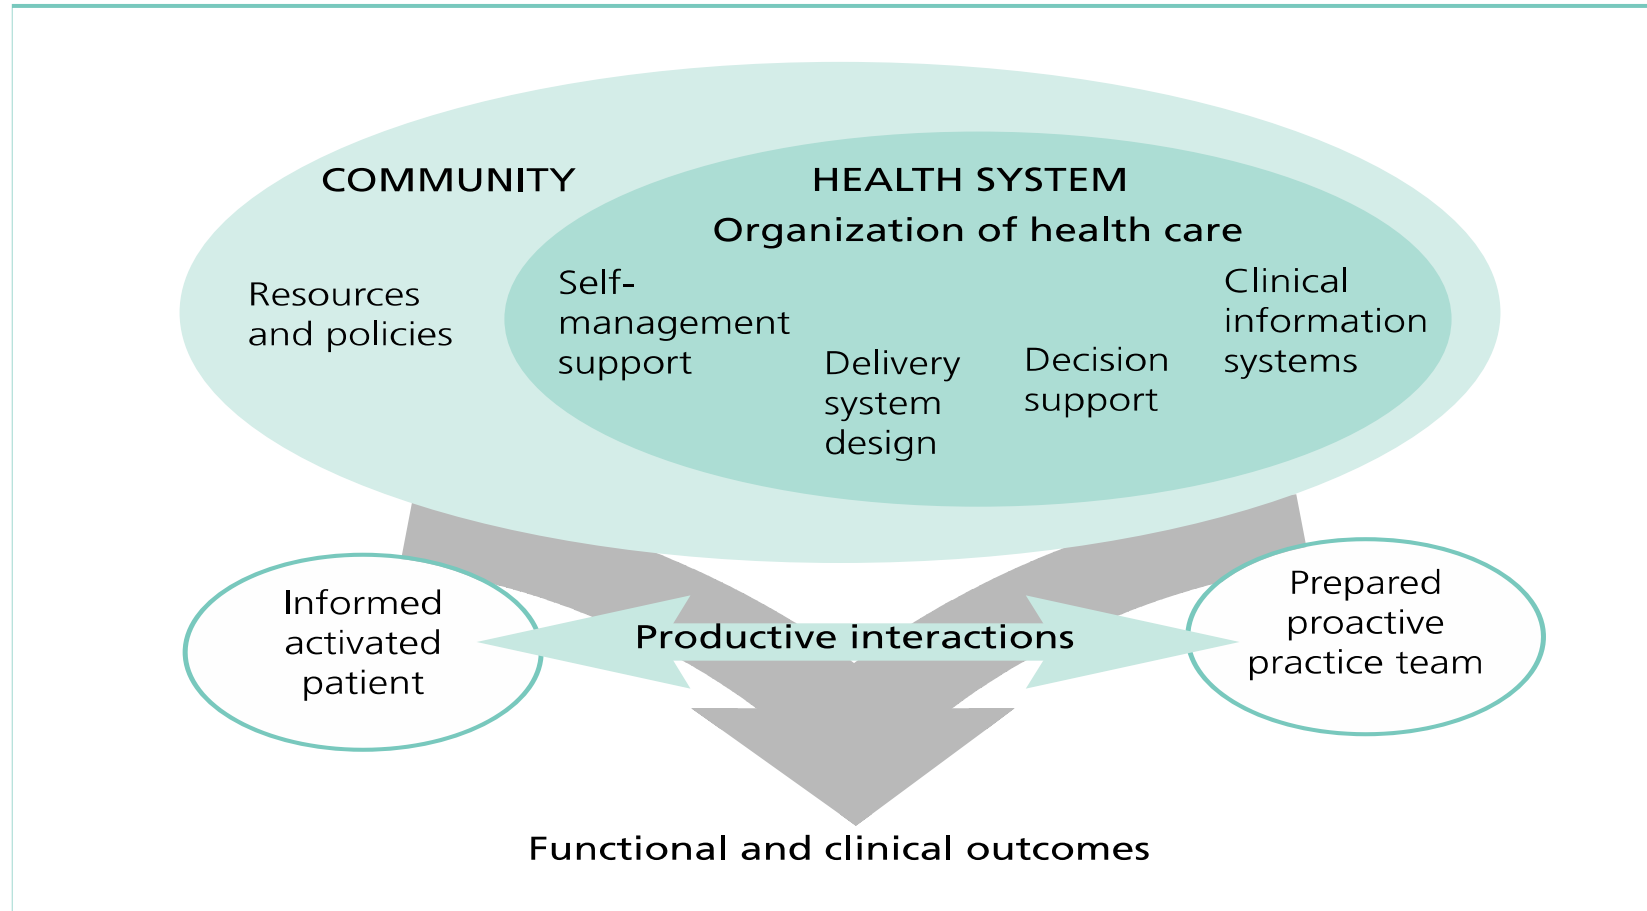 COMMUNITY
HEALTH SYSTEM
Organization of health care
Resources
and policies
Self-
management
support
Delivery
system
design
Decision
support
Clinical
information
systems
Informed
activated
patient
Productive interactions
Prepared
proactive
practice team
Functional and clinical outcomes